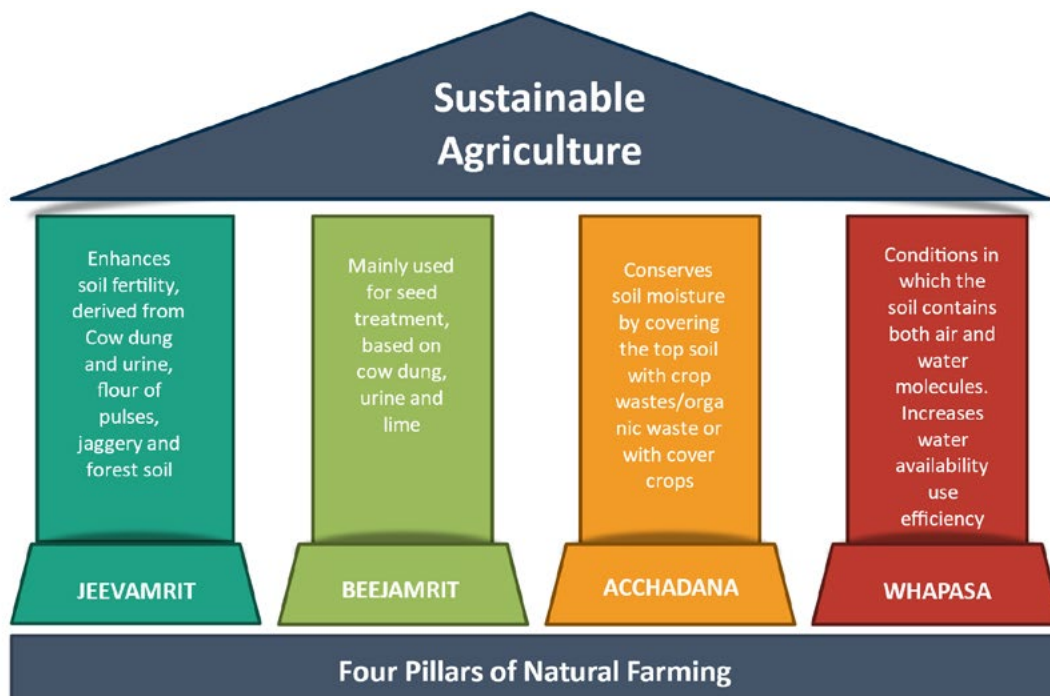 Sustainable
Agriculture
Enhances
soil fertility,
derived from
Cow dung
and urine,
flour of
pulses,
jaggery and
forest soil
JEEVAMRIT
Mainly used
for seed
treatment,
based on
cow dung,
urine and
lime
BEEJAMRIT
Conserves
soil moisture
by covering
the top soil
with crop
wastes/orga
nic waste or
with cover
crops
ACCHADANA
Conditions in
which the
soil contains
both air and
water
molecules.
Increases
water
availability
use
efficiency
WHAPASA
Four Pillars of Natural Farming